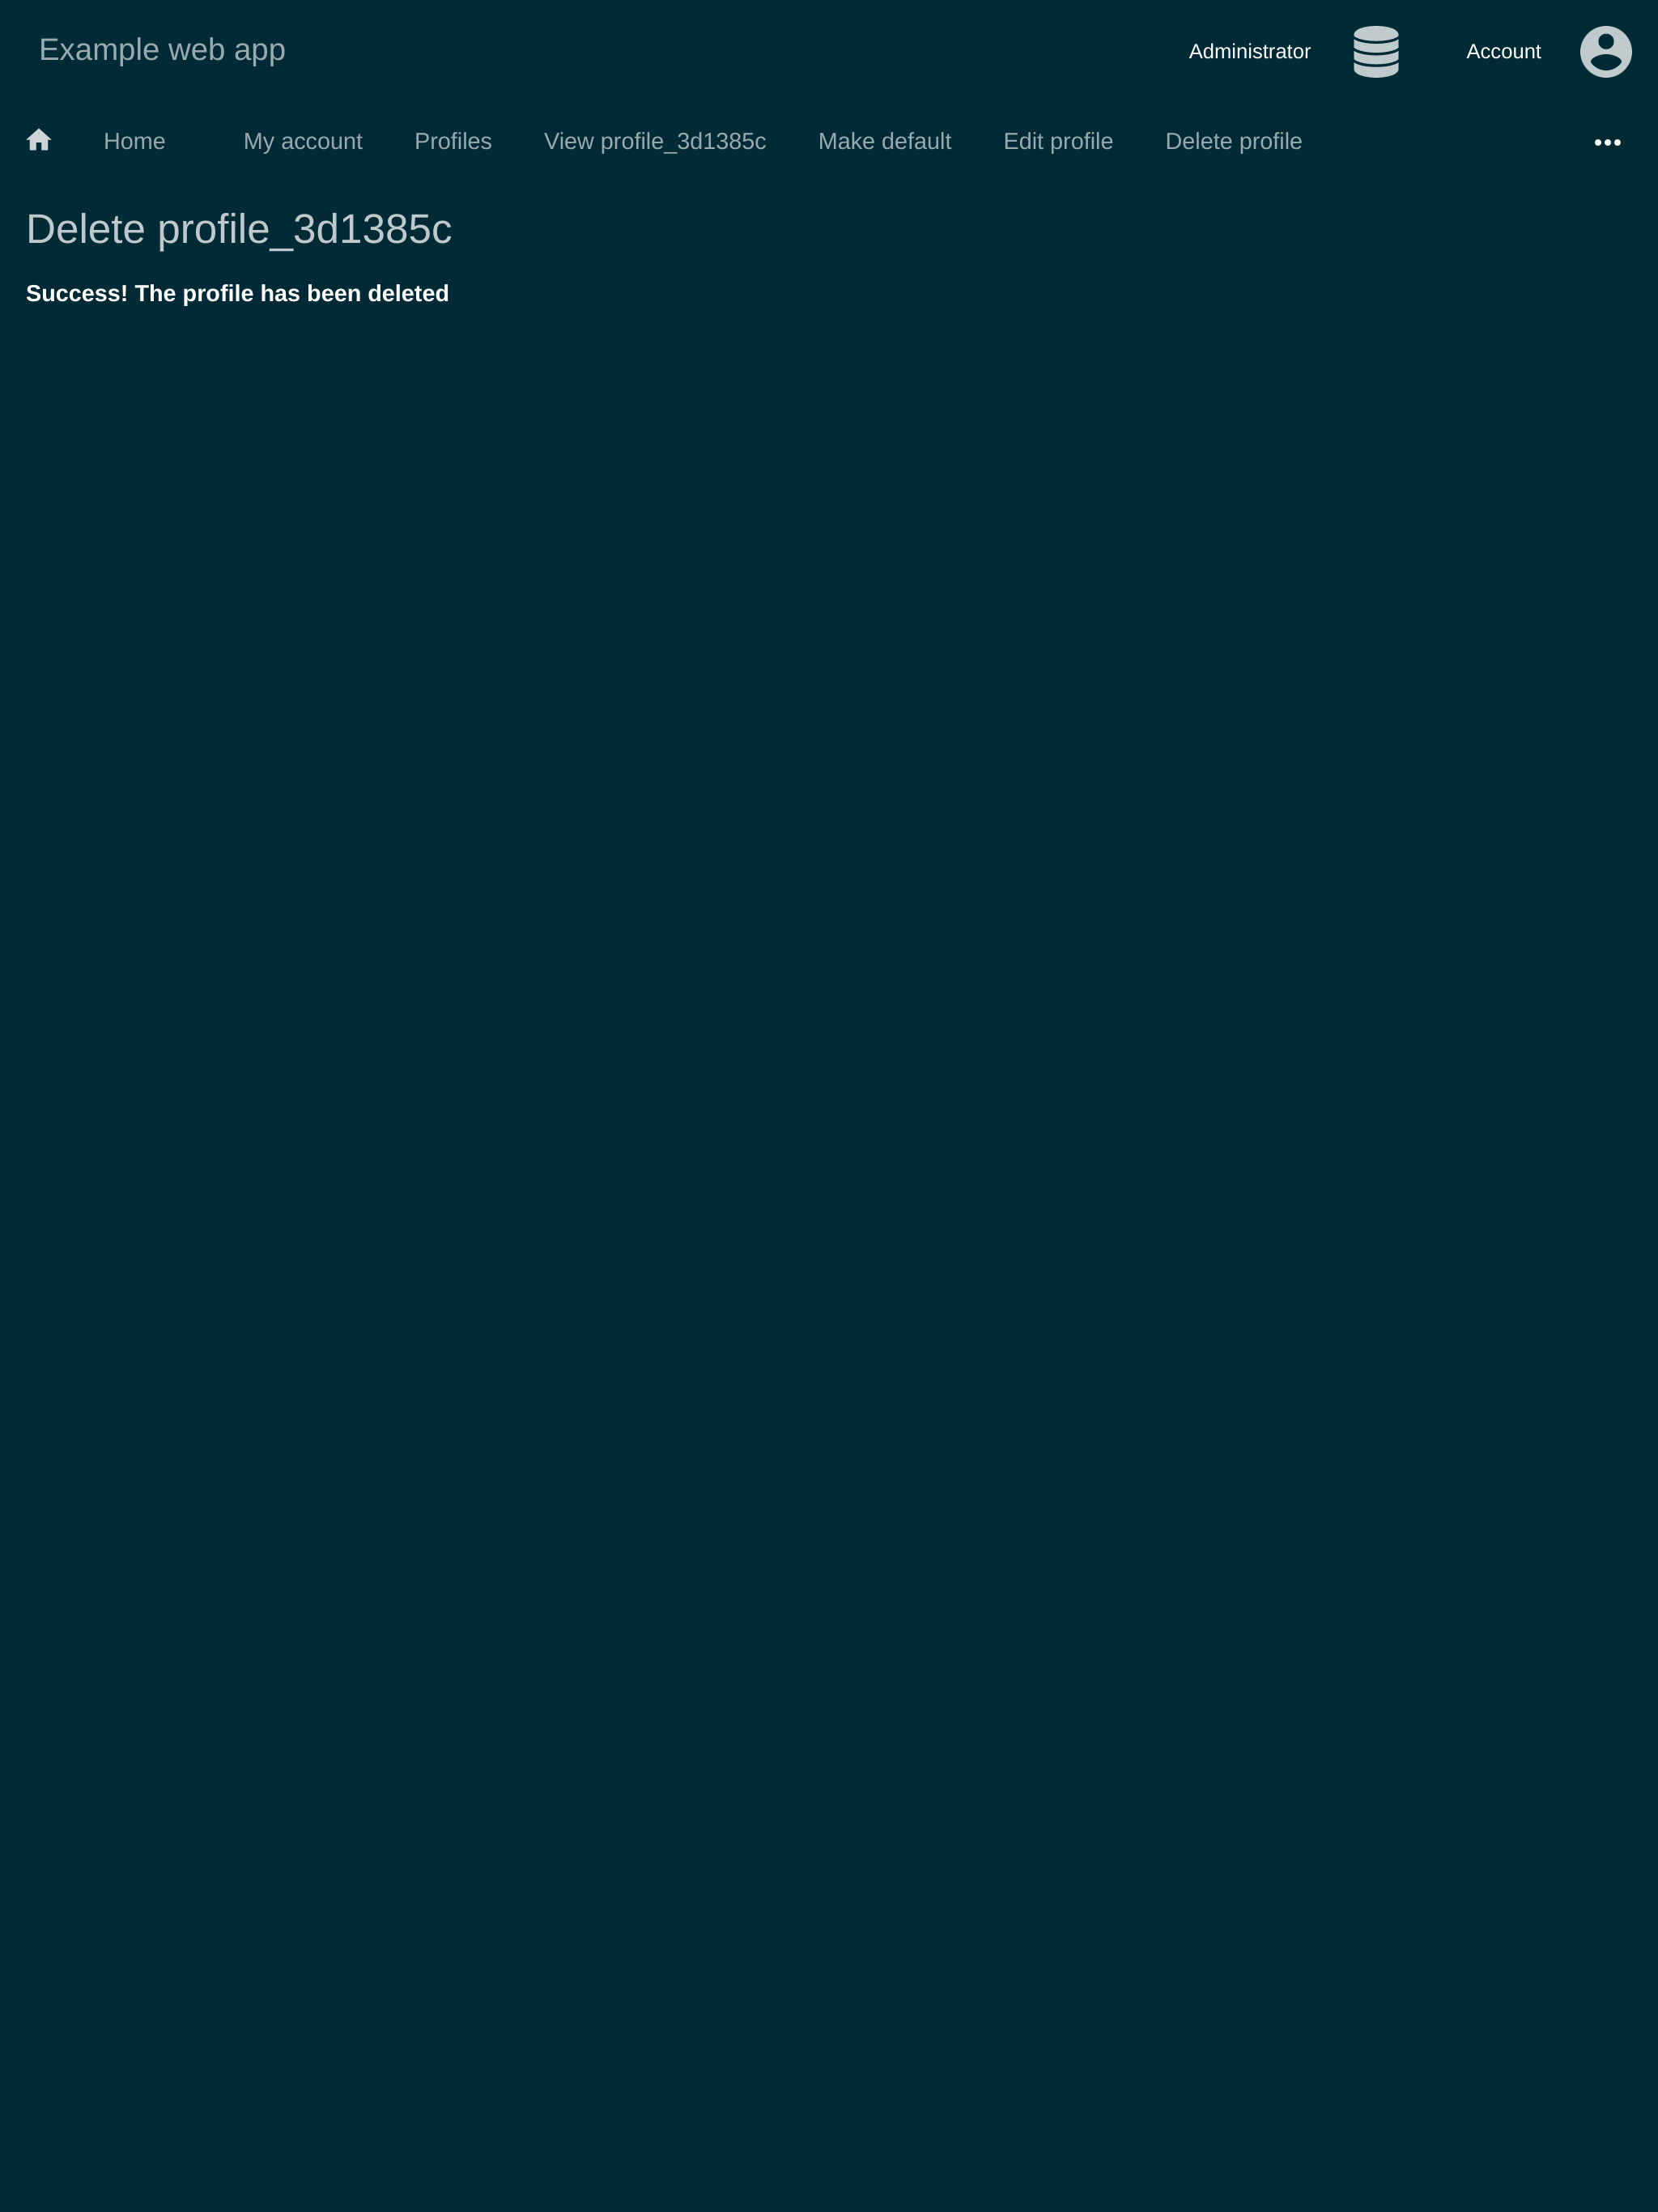 Example web app
Administrator
Account
Home
My account
Profiles
View profile_3d1385c
Make default
Edit profile
Delete profile
Delete profile_3d1385c
Success! The profile has been deleted